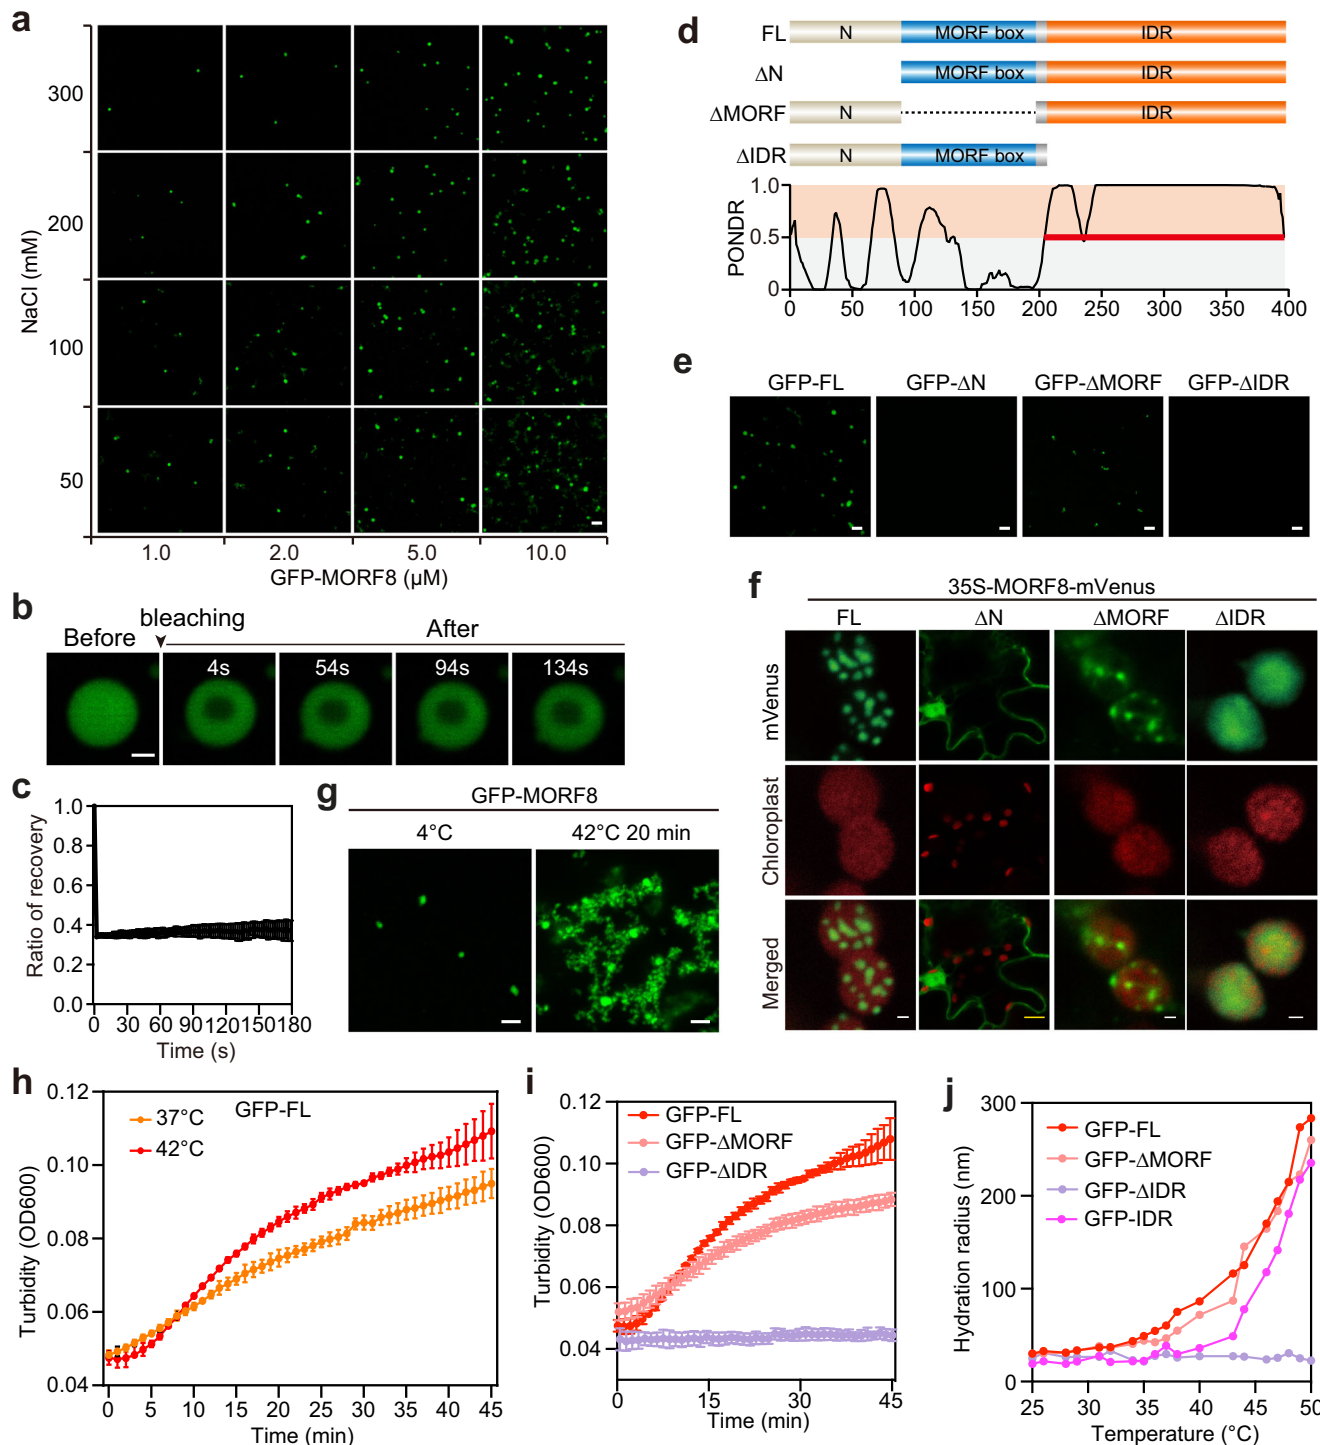 a
300
200
100
50
NaCl (mM)
1.0 2.0 5.0 10.0
GFP-MORF8 (µM)
b
bleaching
Before After
4s 54s 94s 134s
c
1.0
0.8
0.6
0.4
0.2
0.0
Ratio of recovery
0 30 60 90 120 150 180
Time (s)
d
FL N MORF box IDR
ΔN MORF box IDR
ΔMORF N IDR
ΔIDR N MORF box
1.0
0.5
0
PONDR
0 50 100 150 200 250 300 350 400
e
GFP-FL GFP-ΔN GFP-ΔMORF GFP-ΔIDR
f
35S-MORF8-mVenus
FL ΔN ΔMORF ΔIDR
mVenus
Chloroplast
Merged
g
GFP-MORF8
4°C 42°C 20 min
h
GFP-FL
37°C
42°C
0.12
0.10
0.08
0.06
0.04
Turbidity (OD600)
0 5 10 15 20 25 30 35 40 45
Time (min)
i
GFP-FL
GFP-ΔMORF
GFP-ΔIDR
0.12
0.10
0.08
0.06
0.04
Turbidity (OD600)
0 15 30 45
Time (min)
j
GFP-FL
GFP-ΔMORF
GFP-ΔIDR
GFP-IDR
300
200
100
0
Hydration radius (nm)
25 30 35 40 45 50
Temperature (°C)